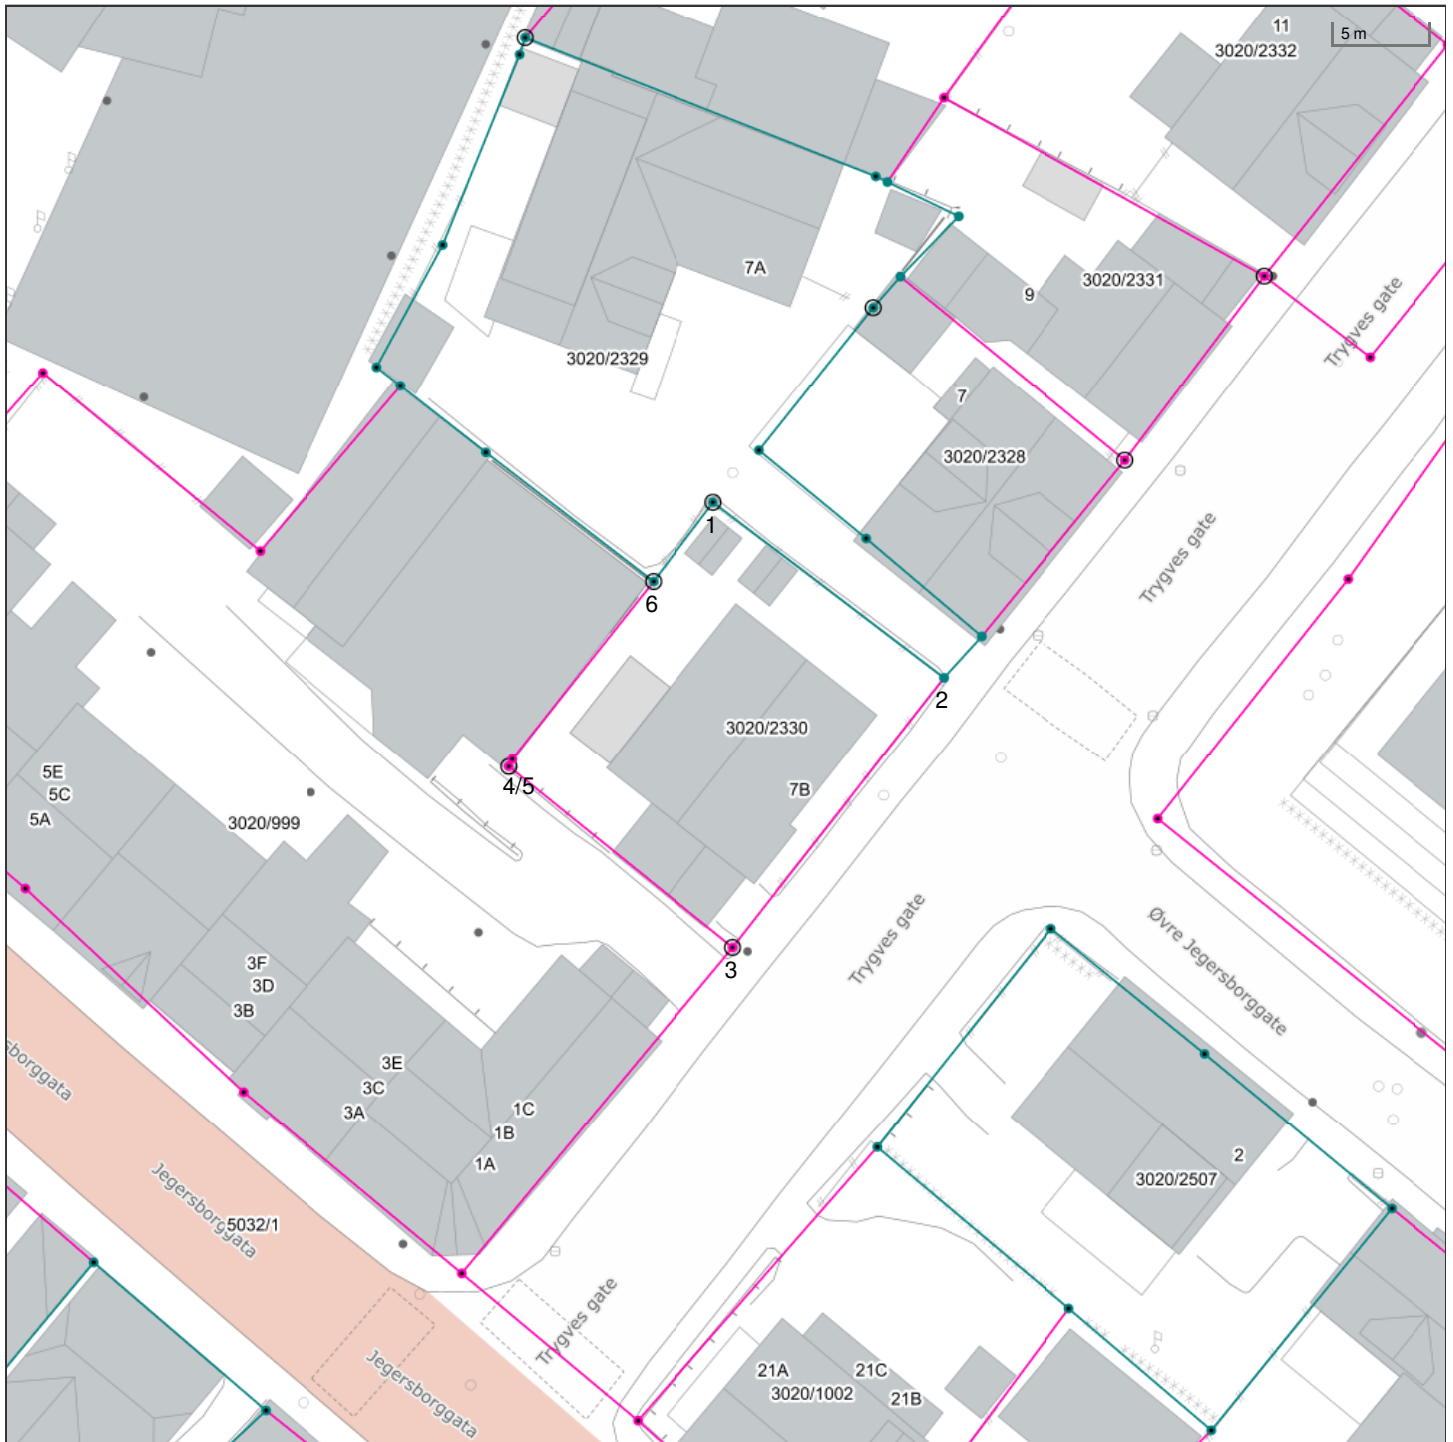 11
3020/2332
5 m
7A
9
3020/2331
Trygves gate
3020/2329
7
3020/2328
1
Trygves gate
6
2
3020/2330
7B
4/5
5E
5C
5A
3020/999
Trygves gate
Øvre Jegersborggate
3
3F
3D
3B
3E
3C
3A
1C
1B
1A
sborggata
2
3020/2507
Jegersborggata
5032/1
Trygves gate
Jegersborggata
21A
21C
3020/1002
21B